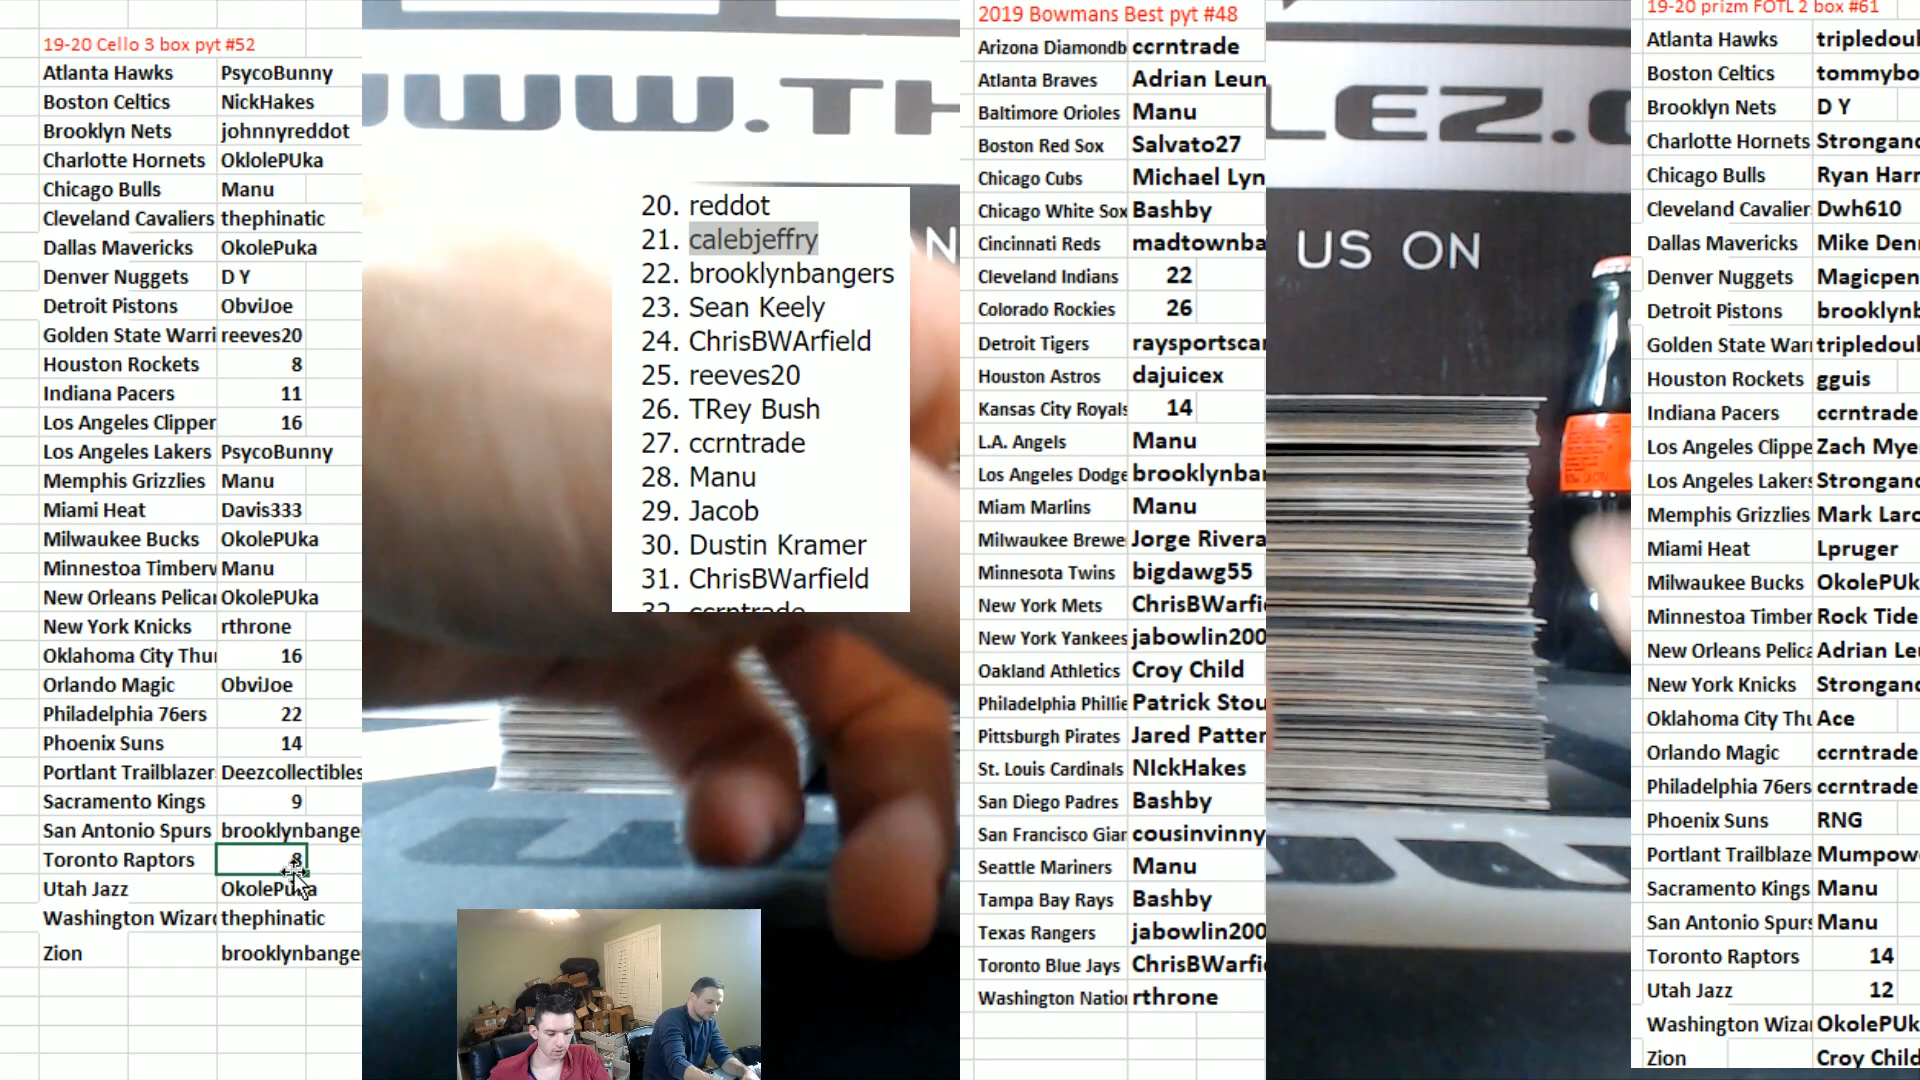 19-20 Cello 3 box pyt #52
Atlanta Hawks PsycoBunny
Boston Celtics NickHakes
Brooklyn Nets johnnyreddot
Charlotte Hornets OklolePUka
Chicago Bulls Manu
Cleveland Cavaliers thephinatic
Dallas Mavericks OkolePuka
Denver Nuggets D Y
Detroit Pistons ObviJoe
Golden State Warri reeves20
Houston Rockets 8
Indiana Pacers 11
Los Angeles Clipper 16
Los Angeles Lakers PsycoBunny
Memphis Grizzlies Manu
Miami Heat Davis333
Milwaukee Bucks OkolePUka
Minnestoa Timberw Manu
New Orleans Pelica OkolePUka
New York Knicks rthrone
Oklahoma City Thu 16
Orlando Magic ObviJoe
Philadelphia 76ers 22
Phoenix Suns 14
Portlant Trailblazer Deezcollectibles
Sacramento Kings 9
San Antonio Spurs brooklynbange
Toronto Raptors 8
Utah Jazz OkolePuka
Washington Wizard thephinatic
Zion brooklynbange
WWW.TH
20. reddot
21. calebjeffry
22. brooklynbangers
23. Sean Keely
24. ChrisBWArfield
25. reeves20
26. TRey Bush
27. ccrntrade
28. Manu
29. Jacob
30. Dustin Kramer
31. ChrisBWarfield
32. ccrntrade
2019 Bowmans Best pyt #48
Arizona Diamondb ccrntrade
Atlanta Braves Adrian Leun
Baltimore Orioles Manu
Boston Red Sox Salvato27
Chicago Cubs Michael Lyn
Chicago White Sox Bashby
Cincinnati Reds madtownba
Cleveland Indians 22
Colorado Rockies 26
Detroit Tigers raysportscar
Houston Astros dajuicex
Kansas City Royals 14
L.A. Angels Manu
Los Angeles Dodge brooklynba
Miam Marlins Manu
Milwaukee Brewe Jorge Rivera
Minnesota Twins bigdawg55
New York Mets ChrisBWarfi
New York Yankees jabowlin200
Oakland Athletics Croy Child
Philadelphia Phillie Patrick Stou
Pittsburgh Pirates Jared Patter
St. Louis Cardinals NIckHakes
San Diego Padres Bashby
San Francisco Gian cousinvinny
Seattle Mariners Manu
Tampa Bay Rays Bashby
Texas Rangers jabowlin200
Toronto Blue Jays ChrisBWarfi
Washington Natio rthrone
LEZ.
US ON
19-20 prizm FOTL 2 box #61
Atlanta Hawks tripledoul
Boston Celtics tommybo
Brooklyn Nets D Y
Charlotte Hornets Strongand
Chicago Bulls Ryan Harr
Cleveland Cavalier Dwh610
Dallas Mavericks Mike Den
Denver Nuggets Magicpen
Detroit Pistons brooklynb
Golden State Warr tripledoul
Houston Rockets gguis
Indiana Pacers ccrntrade
Los Angeles Clippe Zach Mye
Los Angeles Lakers Strongand
Memphis Grizzlies Mark Laro
Miami Heat Lpruger
Milwaukee Bucks OkolePUk
Minnestoa Timber Rock Tide
New Orleans Pelica Adrian Le
New York Knicks Strongand
Oklahoma City Thu Ace
Orlando Magic ccrntrade
Philadelphia 76ers ccrntrade
Phoenix Suns RNG
Portlant Trailblaze Mumpow
Sacramento Kings Manu
San Antonio Spurs Manu
Toronto Raptors 14
Utah Jazz 12
Washington Wiza OkolePUk
Zion Croy Child